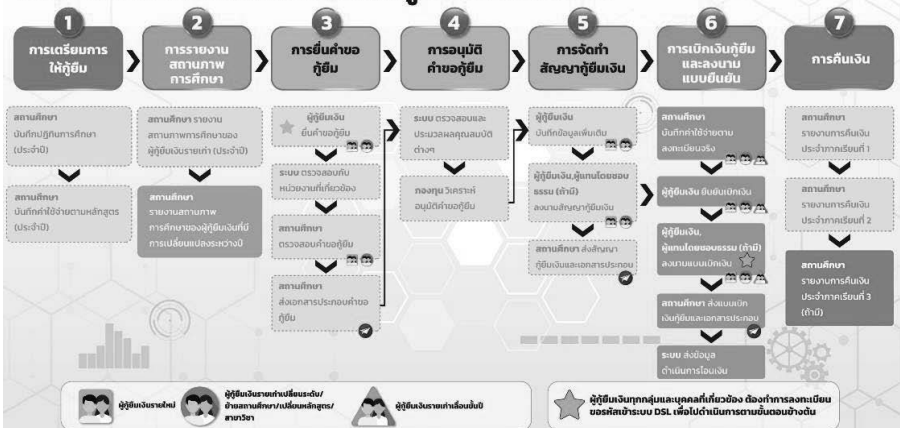 1
การเตรียมการ
ให้กู้ยืม
2
การรายงาน
สถานภาพ
การศึกษา
3
การยื่นคำขอ
กู้ยืม
4
การอนุมัติ
คำขอกู้ยืม
5
การจัดทำ
สัญญากู้ยืมเงิน
6
การเบิกเงินกู้ยืม
และลงนาม
แบบยืนยัน
7
การคืนเงิน
สถานศึกษา
บันทึกปฏิทินการศึกษา
(ประจำปี)
สถานศึกษา
บันทึกค่าใช้จ่ายตามหลักสูตร
(ประจำปี)
สถานศึกษา รายงาน
สถานภาพการศึกษาของ
ผู้กู้ยืมเงินรายเก่า (ประจำปี)
สถานศึกษา
รายงานสถานภาพ
การศึกษาของผู้กู้ยืมเงินที่มี
การเปลี่ยนแปลงระหว่างปี
ผู้กู้ยืมเงิน
ยื่นคำขอกู้ยืม
ระบบ ตรวจสอบกับ
หน่วยงานที่เกี่ยวข้อง
สถานศึกษา
ตรวจสอบคำขอกู้ยืม
สถานศึกษา
ส่งเอกสารประกอบคำขอ
กู้ยืม
ระบบ ตรวจสอบและ
ประมวลผลคุณสมบัติ
ต่างๆ
กองทุน วิเคราะห์
อนุมัติคำขอกู้ยืม
ผู้กู้ยืมเงิน
บันทึกข้อมูลเพิ่มเติม
ผู้กู้ยืมเงิน,ผู้แทนโดยชอบ
ธรรม (ถ้ามี)
ลงนามสัญญากู้ยืมเงิน
สถานศึกษา ส่งสัญญา
กู้ยืมเงินและเอกสารประกอบ
สถานศึกษา
บันทึกค่าใช้จ่ายตาม
ลงทะเบียนจริง
ผู้กู้ยืมเงิน ยืนยันเบิกเงิน
ผู้กู้ยืมเงิน,
ผู้แทนโดยชอบธรรม (ถ้ามี)
ลงนามแบบเบิกเงิน
สถานศึกษา ส่งแบบเบิก
เงินกู้ยืมและเอกสารประกอบ
ระบบ ส่งข้อมูล
ดำเนินการโอนเงิน
สถานศึกษา
รายงานการคืนเงิน
ประจำภาคเรียนที่ 1
สถานศึกษา
รายงานการคืนเงิน
ประจำภาคเรียนที่ 2
สถานศึกษา
รายงานการคืนเงิน
ประจำภาคเรียนที่ 3
(ถ้ามี)
ผู้กู้ยืมเงินรายใหม่
ผู้กู้ยืมเงินรายเก่าเปลี่ยนระดับ/
ย้ายสถานศึกษา/เปลี่ยนหลักสูตร/
สาขาวิชา
ผู้กู้ยืมเงินรายเก่าเลื่อนชั้นปี
ผู้กู้ยืมเงินทุกกลุ่มและบุคคลที่เกี่ยวข้อง ต้องทำการลงทะเบียน
ขอรหัสเข้าระบบ DSL เพื่อไปดำเนินการตามขั้นตอนข้างต้น